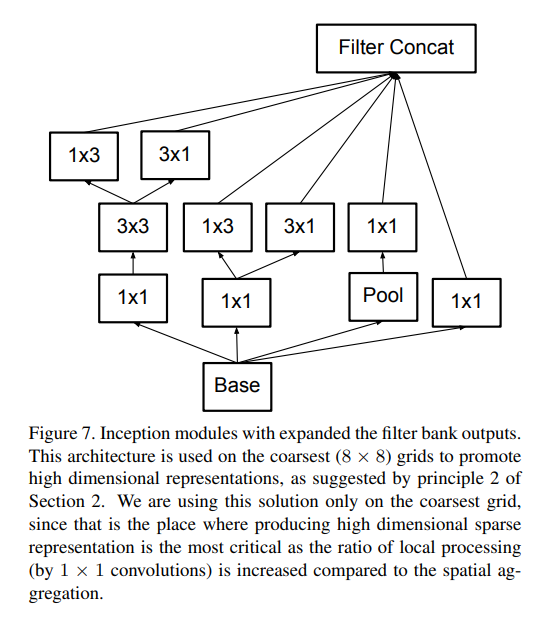 Filter Concat
1x3 3x1
3x3 1x3 3x1 1x1
1x1 1x1 Pool 1x1
Base
Figure 7. Inception modules with expanded the filter bank outputs.
This architecture is used on the coarsest (8 × 8) grids to promote
high dimensional representations, as suggested by principle 2 of
Section 2. We are using this solution only on the coarsest grid,
since that is the place where producing high dimensional sparse
representation is the most critical as the ratio of local processing
(by 1 × 1 convolutions) is increased compared to the spatial ag-
gregation.